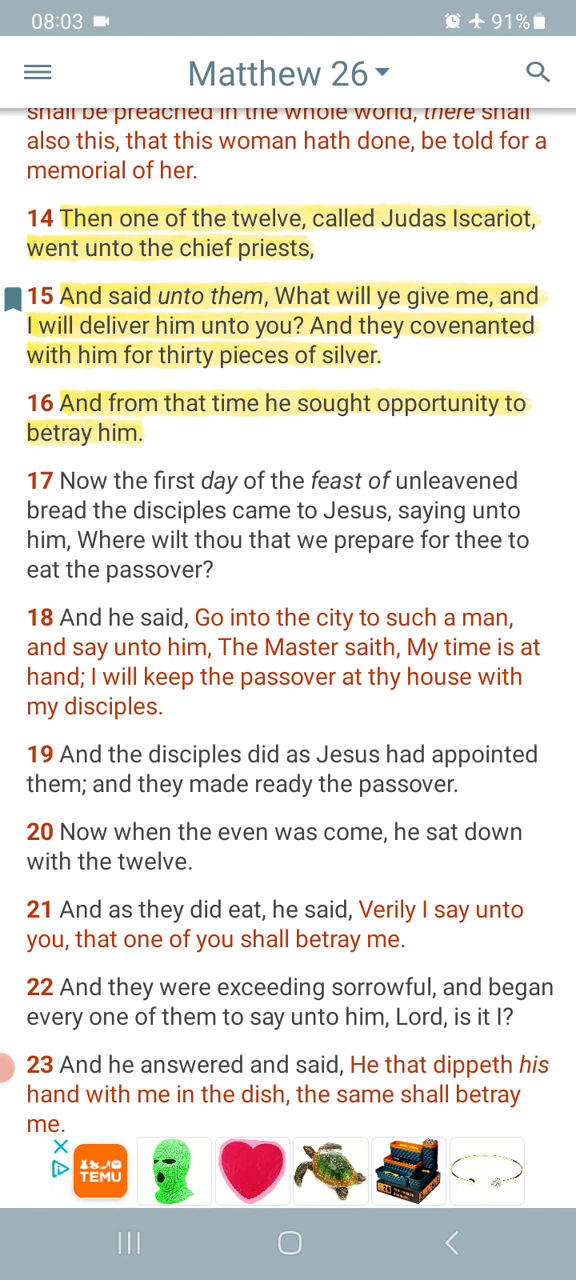 08:03
91%
Matthew 26
shall be preached in the whole world, there shall
also this, that this woman hath done, be told for a
memorial of her.
14 Then one of the twelve, called Judas Iscariot,
went unto the chief priests,
15 And said unto them, What will ye give me, and
I will deliver him unto you? And they covenanted
with him for thirty pieces of silver.
16 And from that time he sought opportunity to
betray him.
17 Now the first day of the feast of unleavened
bread the disciples came to Jesus, saying unto
him, Where wilt thou that we prepare for thee to
eat the passover?
18 And he said, Go into the city to such a man,
and say unto him, The Master saith, My time is at
hand; I will keep the passover at thy house with
my disciples.
19 And the disciples did as Jesus had appointed
them; and they made ready the passover.
20 Now when the even was come, he sat down
with the twelve.
21 And as they did eat, he said, Verily I say unto
you, that one of you shall betray me.
22 And they were exceeding sorrowful, and began
every one of them to say unto him, Lord, is it I?
23 And he answered and said, He that dippeth his
hand with me in the dish, the same shall betray
me.
TEMU